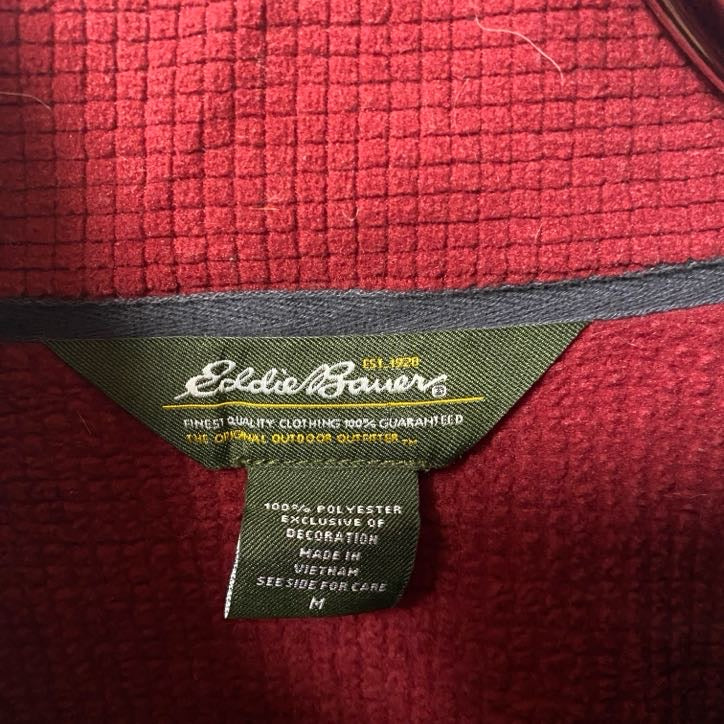 EST. 1920
Eddie Bauer
FINEST QUALITY CLOTHING 100% GUARANTEED
THE ORIGINAL OUTDOOR OUTFITTER ™
100% POLYESTER
EXCLUSIVE OF
DECORATION
MADE IN
VIETNAM
SEE SIDE FOR CARE
M